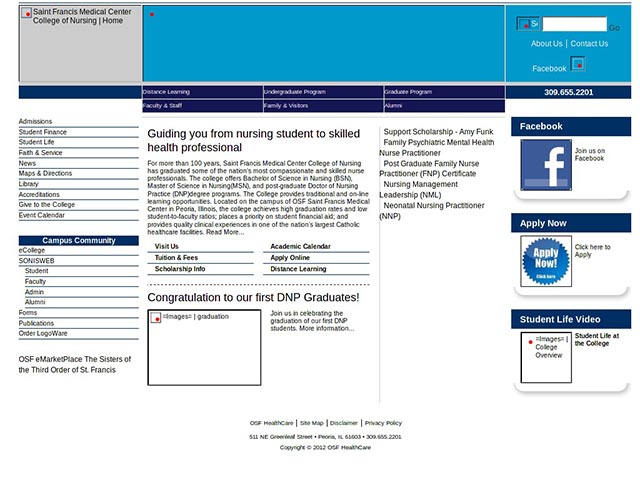 Saint Francis Medical Center
College of Nursing | Home
Go
About Us | Contact Us
Facebook
Distance Learning
Undergraduate Program
Graduate Program
309.655.2201
Faculty & Staff
Family & Visitors
Alumni
Admissions
Student Finance
Student Life
Faith & Service
News
Maps & Directions
Library
Accreditations
Give to the College
Event Calendar
Campus Community
eCollege
SONISWEB
Student
Faculty
Admin
Alumni
Forms
Publications
Order LogoWare
OSF eMarketPlace The Sisters of
the Third Order of St. Francis
Guiding you from nursing student to skilled
health professional
For more than 100 years, Saint Francis Medical Center College of Nursing
has graduated some of the nation's most compassionate and skilled nurse
professionals. The college offers Bachelor of Science in Nursing (BSN),
Master of Science in Nursing(MSN), and post-graduate Doctor of Nursing
Practice (DNP)degree programs. The College provides traditional and on-line
learning opportunities. Located on the campus of OSF Saint Francis Medical
Center in Peoria, Illinois, the college achieves high graduation rates and low
student-to-faculty ratios; places a priority on student financial aid; and
provides quality clinical experiences in one of the nation's largest Catholic
healthcare facilities. Read More...
Visit Us
Academic Calendar
Tuition & Fees
Apply Online
Scholarship Info
Distance Learning
Congratulation to our first DNP Graduates!
=Images= | graduation
Join us in celebrating the
graduation of our first DNP
students. More information...
Support Scholarship - Amy Funk
Family Psychiatric Mental Health
Nurse Practitioner
Post Graduate Family Nurse
Practitioner (FNP) Certificate
Nursing Management
Leadership (NML)
Neonatal Nursing Practitioner
(NNP)
Facebook
Join us on
Facebook
Apply Now
Apply
Now!
Click here
Click here to
Apply
Student Life Video
=Images= |
College
Overview
Student Life at
the College
OSF HealthCare | Site Map | Disclaimer | Privacy Policy
511 NE Greenleaf Street • Peoria, IL 61603 • 309.655.2201
Copyright © 2012 OSF HealthCare